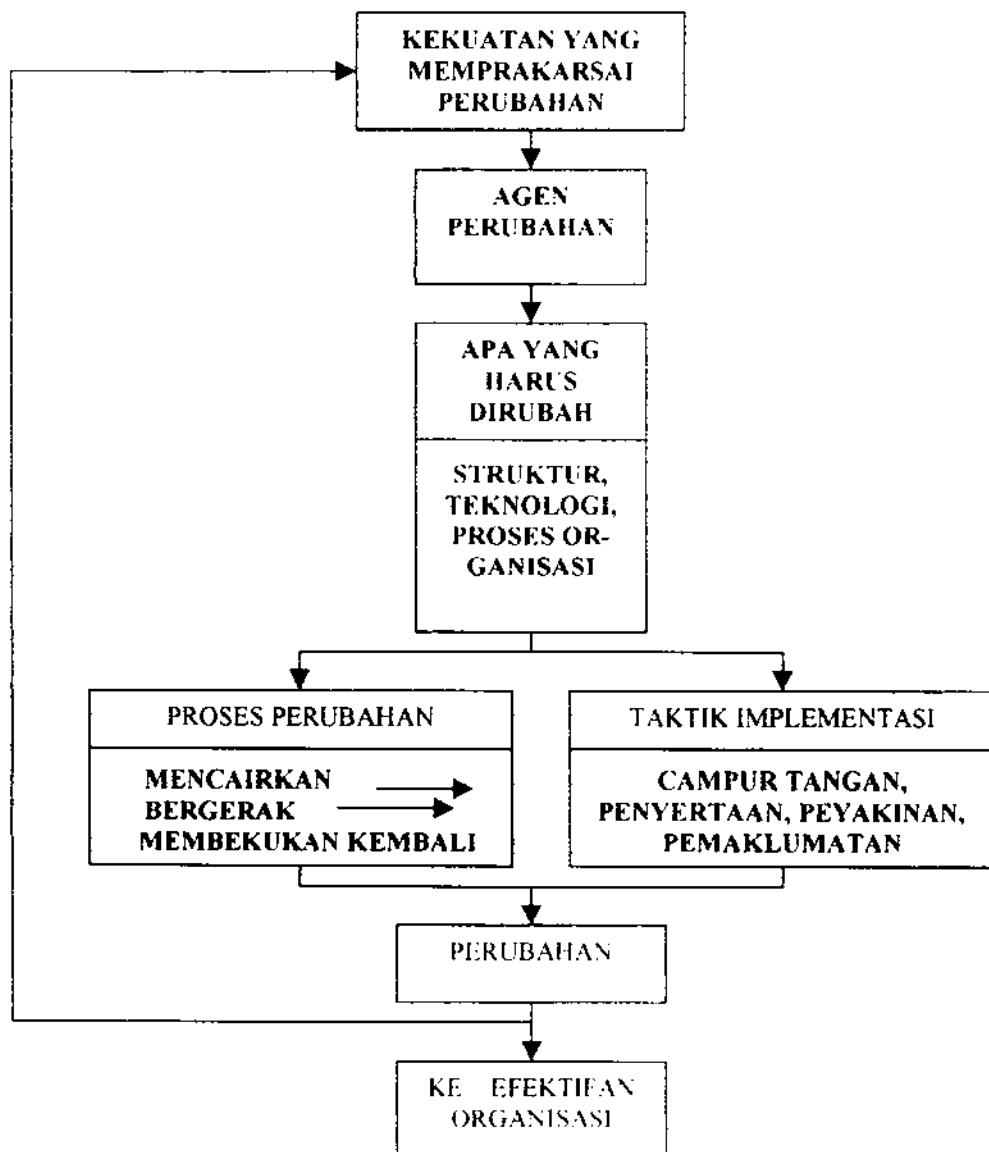 KEKUATAN YANG
MEMPRAKARSAI
PERUBAHAN
AGEN
PERUBAHAN
APA YANG
HARUS
DIRUBAH
STRUKTUR,
TEKNOLOGI,
PROSES OR-
GANISASI
PROSES PERUBAHAN
MENCAIRKAN
BERGERAK
MEMBEKUKAN KEMBALI
TAKTIK IMPLEMENTASI
CAMPUR TANGAN,
PENYERTAAN, PEYAKINAN,
PEMAKLUMATAN
PERUBAHAN
KE EFEKTIFAN
ORGANISASI